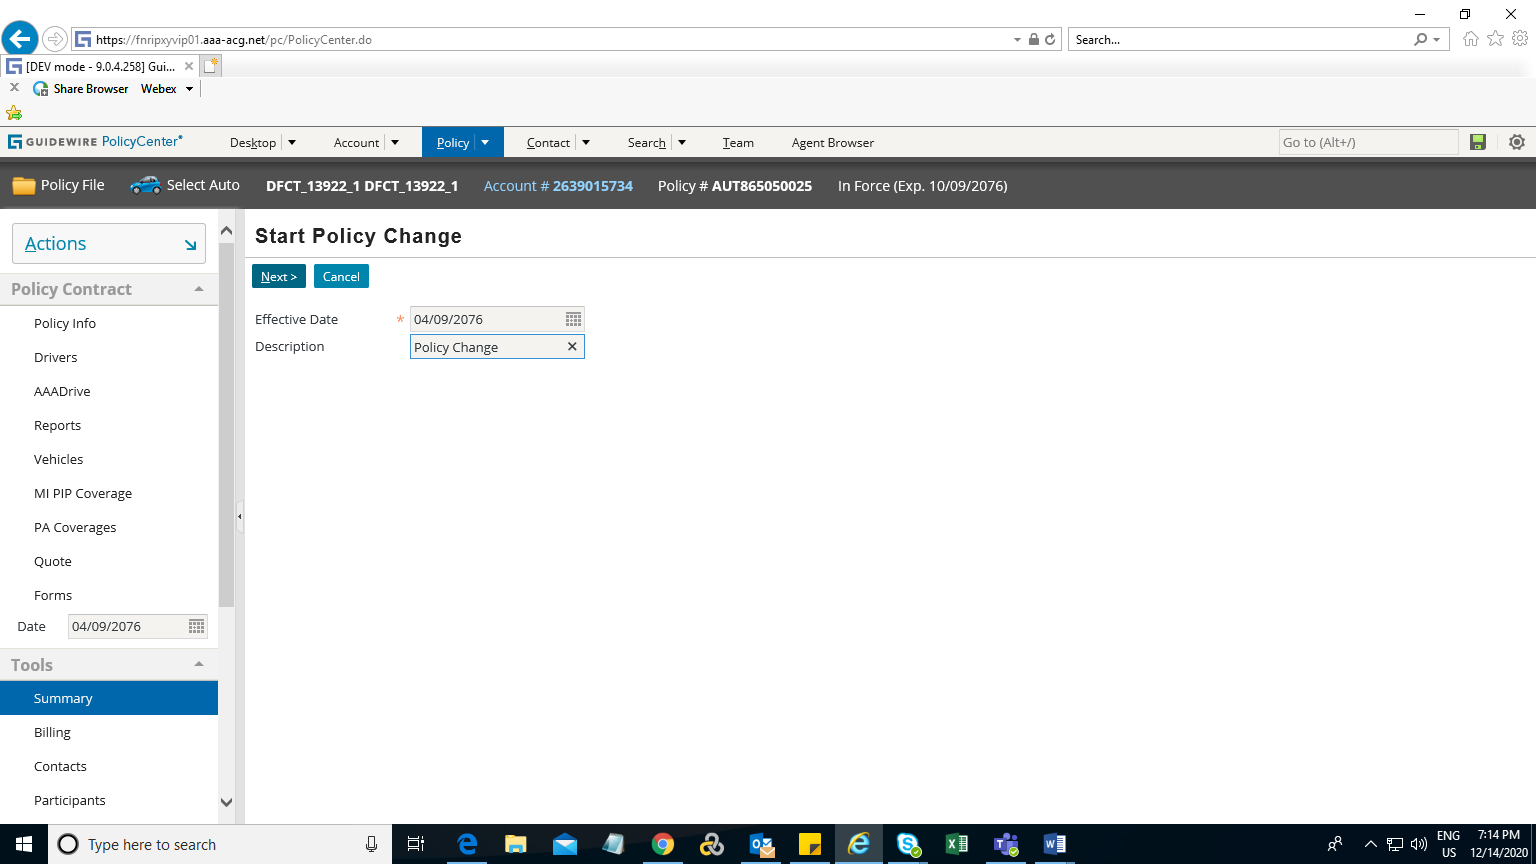 https://fnripxyvip01.aaa-acg.net/pc/PolicyCenter.do
Search...
[DEV mode - 9.0.4.258] Gui...
x Share Browser Webex
GUIDEWIRE PolicyCenter®
Desktop Account Policy Contact Search Team Agent Browser
Go to (Alt+/)
Policy File Select Auto DFCT_13922_1 DFCT_13922_1 Account # 2639015734 Policy # AUT865050025 In Force (Exp. 10/09/2076)
Actions
Policy Contract
Policy Info
Drivers
AAADrive
Reports
Vehicles
MI PIP Coverage
PA Coverages
Quote
Forms
Date 04/09/2076
Tools
Summary
Billing
Contacts
Participants
Start Policy Change
Next > Cancel
Effective Date * 04/09/2076
Description Policy Change
Type here to search
ENG
US
7:14 PM
12/14/2020